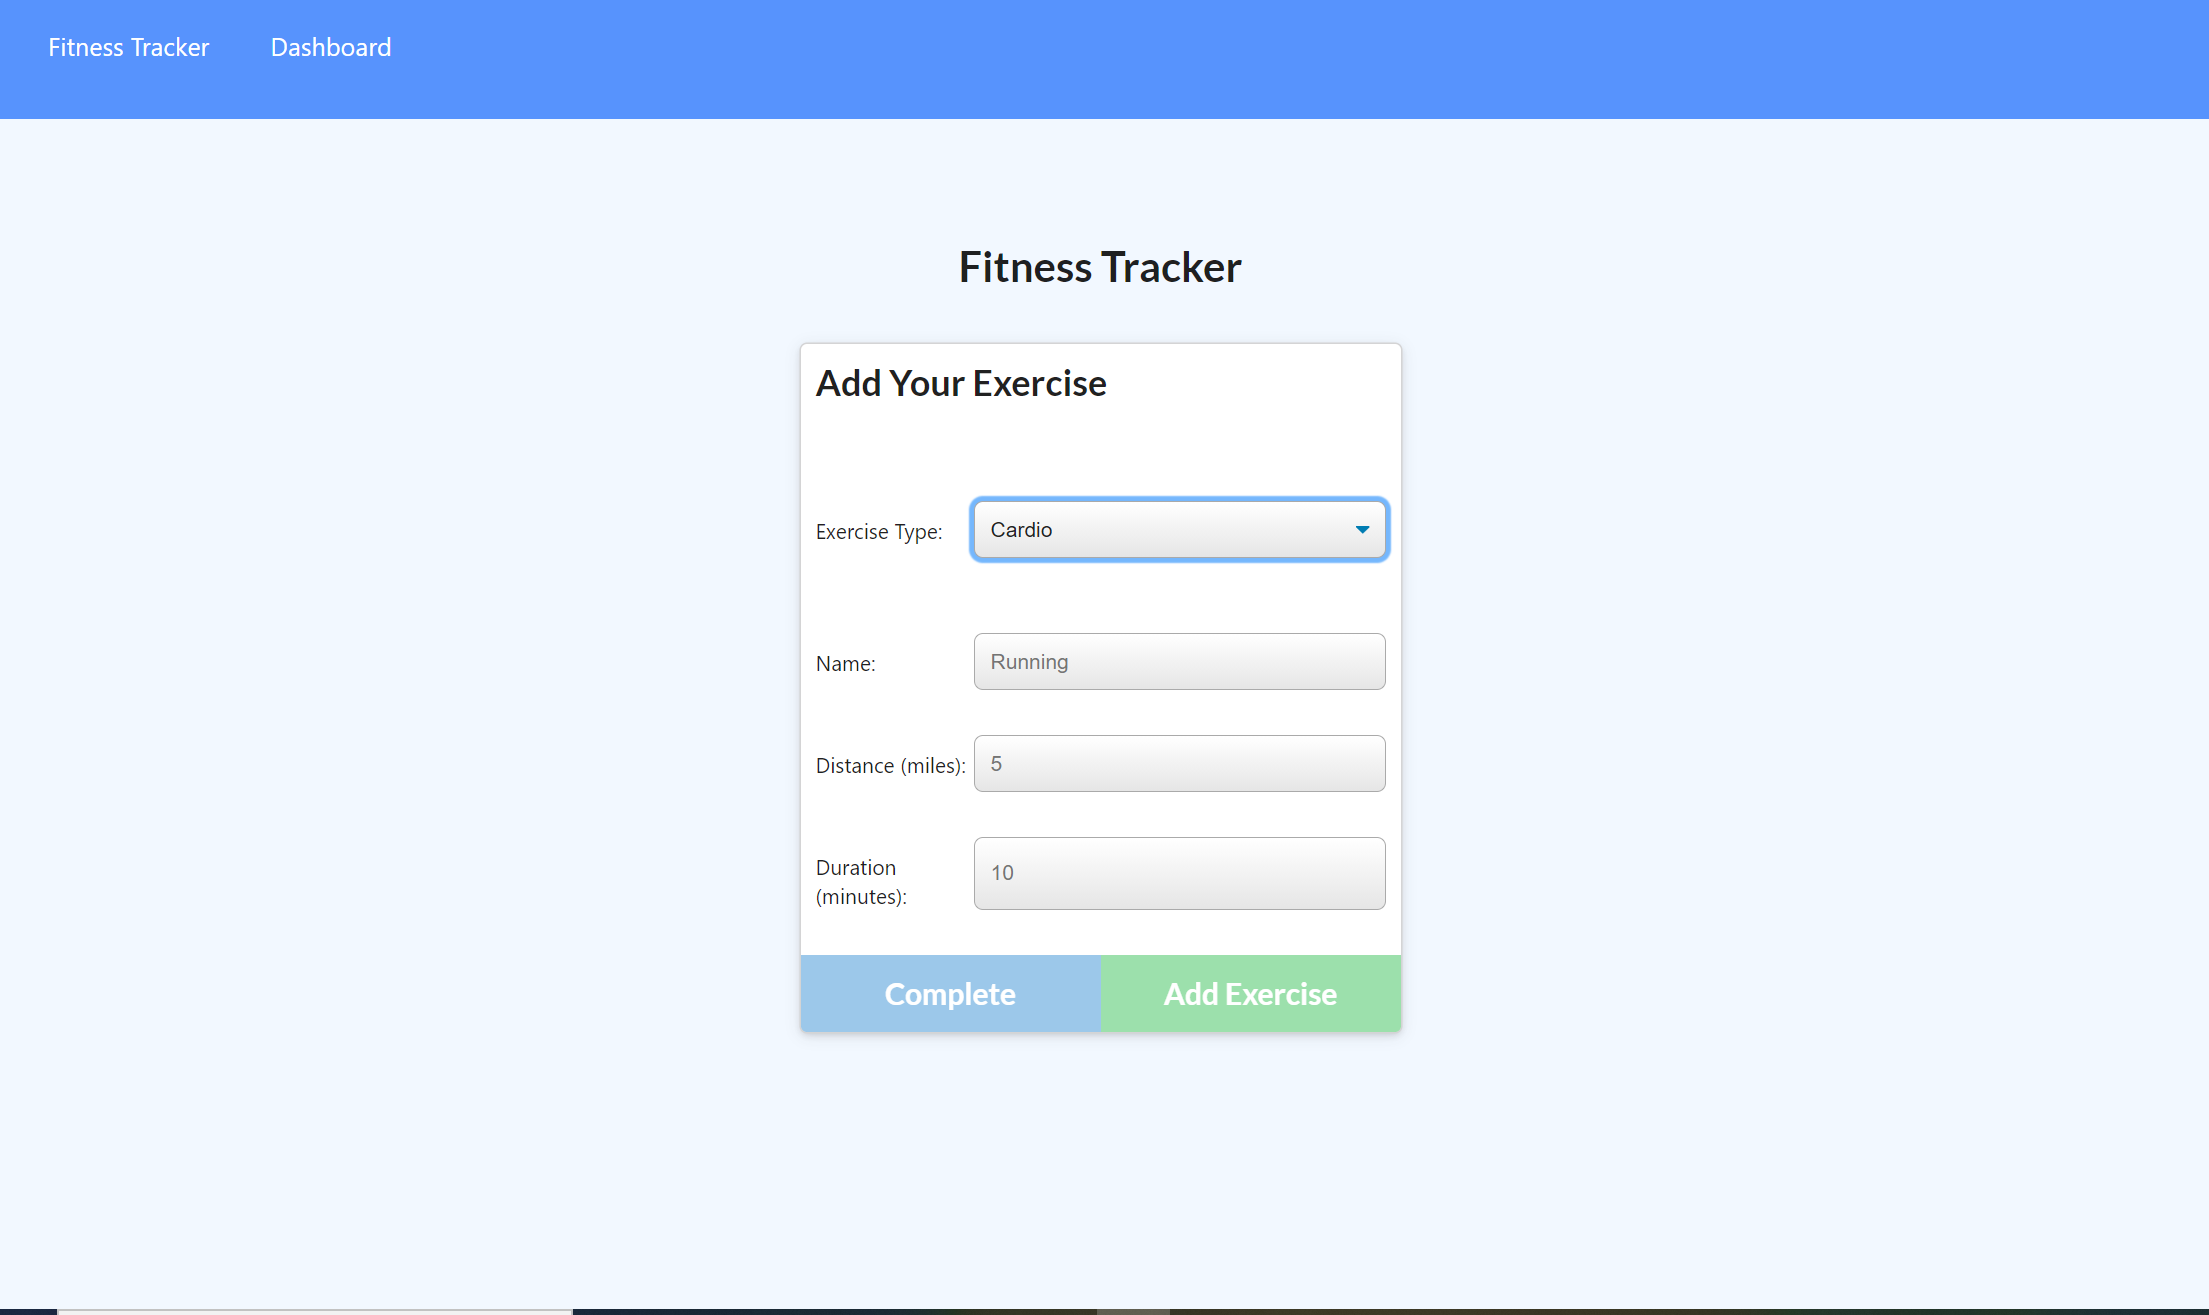 Fitness Tracker Dashboard
Fitness Tracker
Add Your Exercise
Exercise Type: Cardio
Name: Running
Distance (miles): 5
Duration
(minutes): 10
Complete Add Exercise